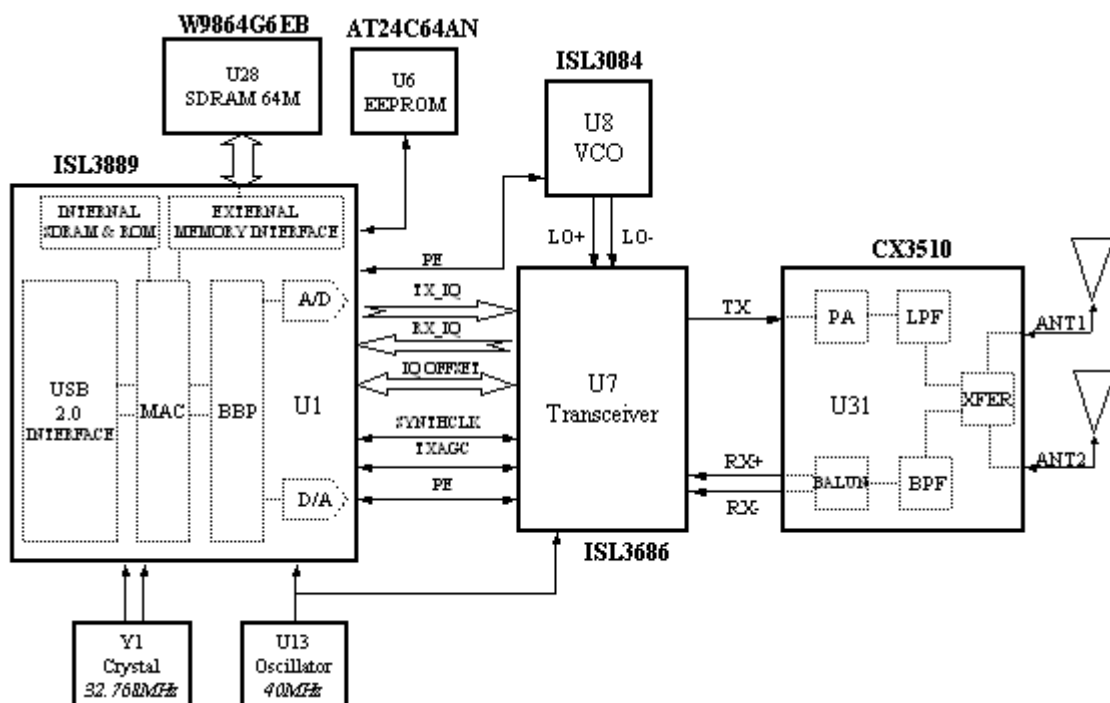 W9864G6EB
AT24C64AN
ISL3084
U28
SDRAM 64M
U6
EEPROM
U8
VCO
ISL3889
INTERNAL
SDRAM & ROM
EXTERNAL
MEMORY INTERFACE
LO+
LO-
PE
CX3510
A/D
TX_IQ
TX
PA
LPF
ANT1
RX_IQ
IQ OFFSET
USB
2.0
INTERFACE
MAC
BBP
U1
U7
Transceiver
U31
XFER
SYNTHCLK
TXAGC
RX+
ANT2
D/A
PE
BALUN
BPF
RX-
ISL3686
Y1
Crystal
32.768MHz
U13
Oscillator
40MHz